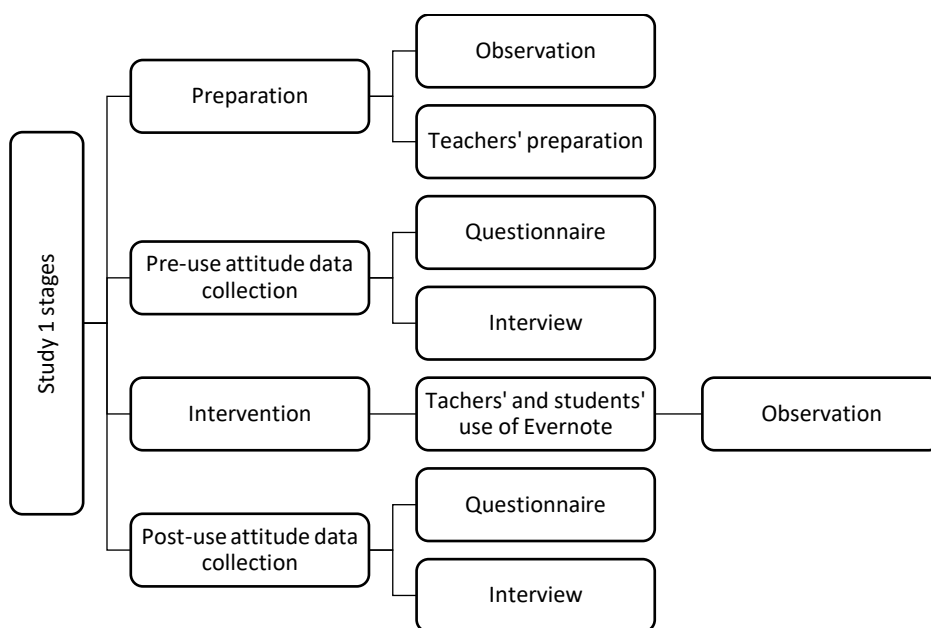 Study 1 stages
Preparation
Observation
Teachers' preparation
Pre-use attitude data
collection
Questionnaire
Interview
Intervention
Tachers' and students'
use of Evernote
Observation
Post-use attitude data
collection
Questionnaire
Interview